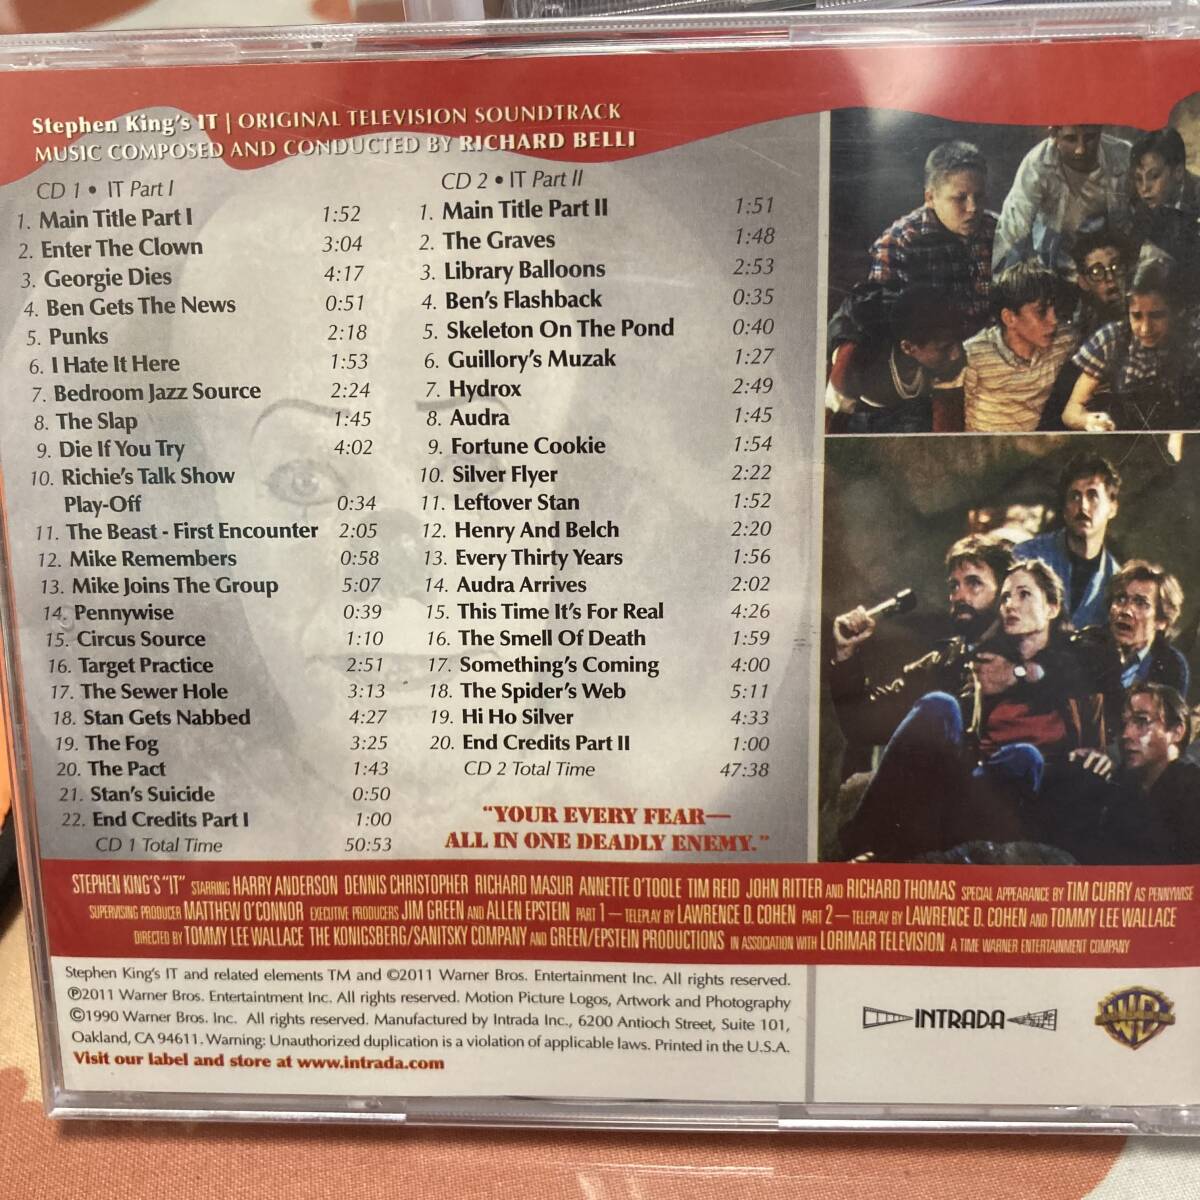 Stephen King's IT | ORIGINAL TELEVISION SOUNDTRACK
MUSIC COMPOSED AND CONDUCTED BY RICHARD BELLI
CD 1 • IT Part I
1. Main Title Part I 1:52
2. Enter The Clown 3:04
3. Georgie Dies 4:17
4. Ben Gets The News 0:51
5. Punks 2:18
6. I Hate It Here 1:53
7. Bedroom Jazz Source 2:24
8. The Slap 1:45
9. Die If You Try 4:02
10. Richie's Talk Show
Play-Off 0:34
11. The Beast - First Encounter 2:05
12. Mike Remembers 0:58
13. Mike Joins The Group 5:07
14. Pennywise 0:39
15. Circus Source 1:10
16. Target Practice 2:51
17. The Sewer Hole 3:13
18. Stan Gets Nabbed 4:27
19. The Fog 3:25
20. The Pact 1:43
21. Stan's Suicide 0:50
22. End Credits Part I 1:00
CD 1 Total Time 50:53
CD 2 • IT Part II
1. Main Title Part II 1:51
2. The Graves 1:48
3. Library Balloons 2:53
4. Ben's Flashback 0:35
5. Skeleton On The Pond 0:40
6. Guillory's Muzak 1:27
7. Hydrox 2:49
8. Audra 1:45
9. Fortune Cookie 1:54
10. Silver Flyer 2:22
11. Leftover Stan 1:52
12. Henry And Belch 2:20
13. Every Thirty Years 1:56
14. Audra Arrives 2:02
15. This Time It's For Real 4:26
16. The Smell Of Death 1:59
17. Something's Coming 4:00
18. The Spider's Web 5:11
19. Hi Ho Silver 4:33
20. End Credits Part II 1:00
CD 2 Total Time 47:38
"YOUR EVERY FEAR—
ALL IN ONE DEADLY ENEMY."
STEPHEN KING'S "IT" STARRING HARRY ANDERSON DENNIS CHRISTOPHER RICHARD MASUR ANNETTE O'TOOLE TIM REID JOHN RITTER AND RICHARD THOMAS SPECIAL APPEARANCE BY TIM CURRY AS PENNYWISE
SUPERVISING PRODUCER MATTHEW O'CONNOR EXECUTIVE PRODUCERS JIM GREEN AND ALLEN EPSTEIN PART 1 — TELEPLAY BY LAWRENCE D. COHEN PART 2 — TELEPLAY BY LAWRENCE D. COHEN AND TOMMY LEE WALLACE
DIRECTED BY TOMMY LEE WALLACE THE KONIGSBERG/SANITSKY COMPANY AND GREEN/EPSTEIN PRODUCTIONS IN ASSOCIATION WITH LORIMAR TELEVISION A TIME WARNER ENTERTAINMENT COMPANY
Stephen King's IT and related elements TM and ©2011 Warner Bros. Entertainment Inc. All rights reserved.
℗2011 Warner Bros. Entertaintment Inc. All rights reserved. Motion Picture Logos, Artwork and Photography
©1990 Warner Bros. Inc. All rights reserved. Manufactured by Intrada Inc., 6200 Antioch Street, Suite 101,
Oakland, CA 94611. Warning: Unauthorized duplication is a violation of applicable laws. Printed in the U.S.A.
Visit our label and store at www.intrada.com
INTRADA
WB